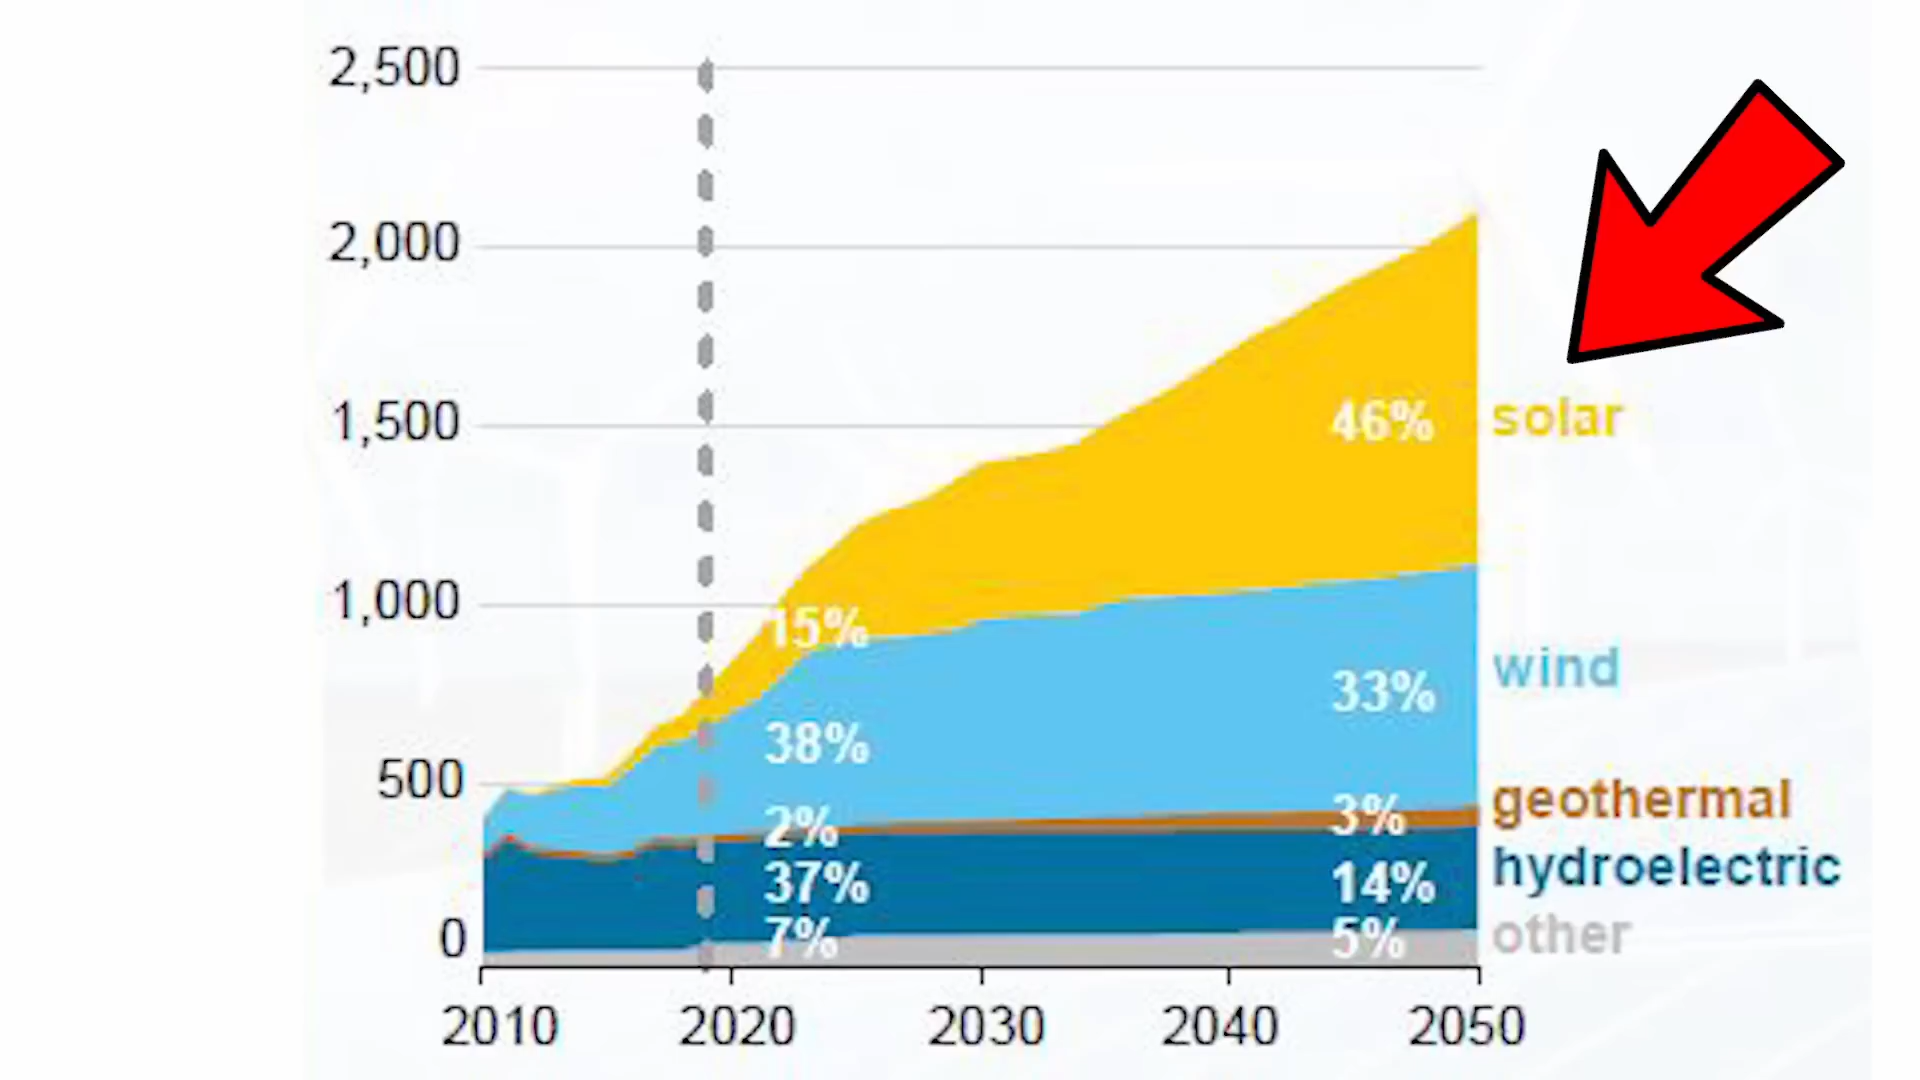 2,500
2,000
1,500
1,000
500
0
46% solar
15%
33% wind
38%
2% 3% geothermal
37% 14% hydroelectric
7% 5% other
2010 2020 2030 2040 2050